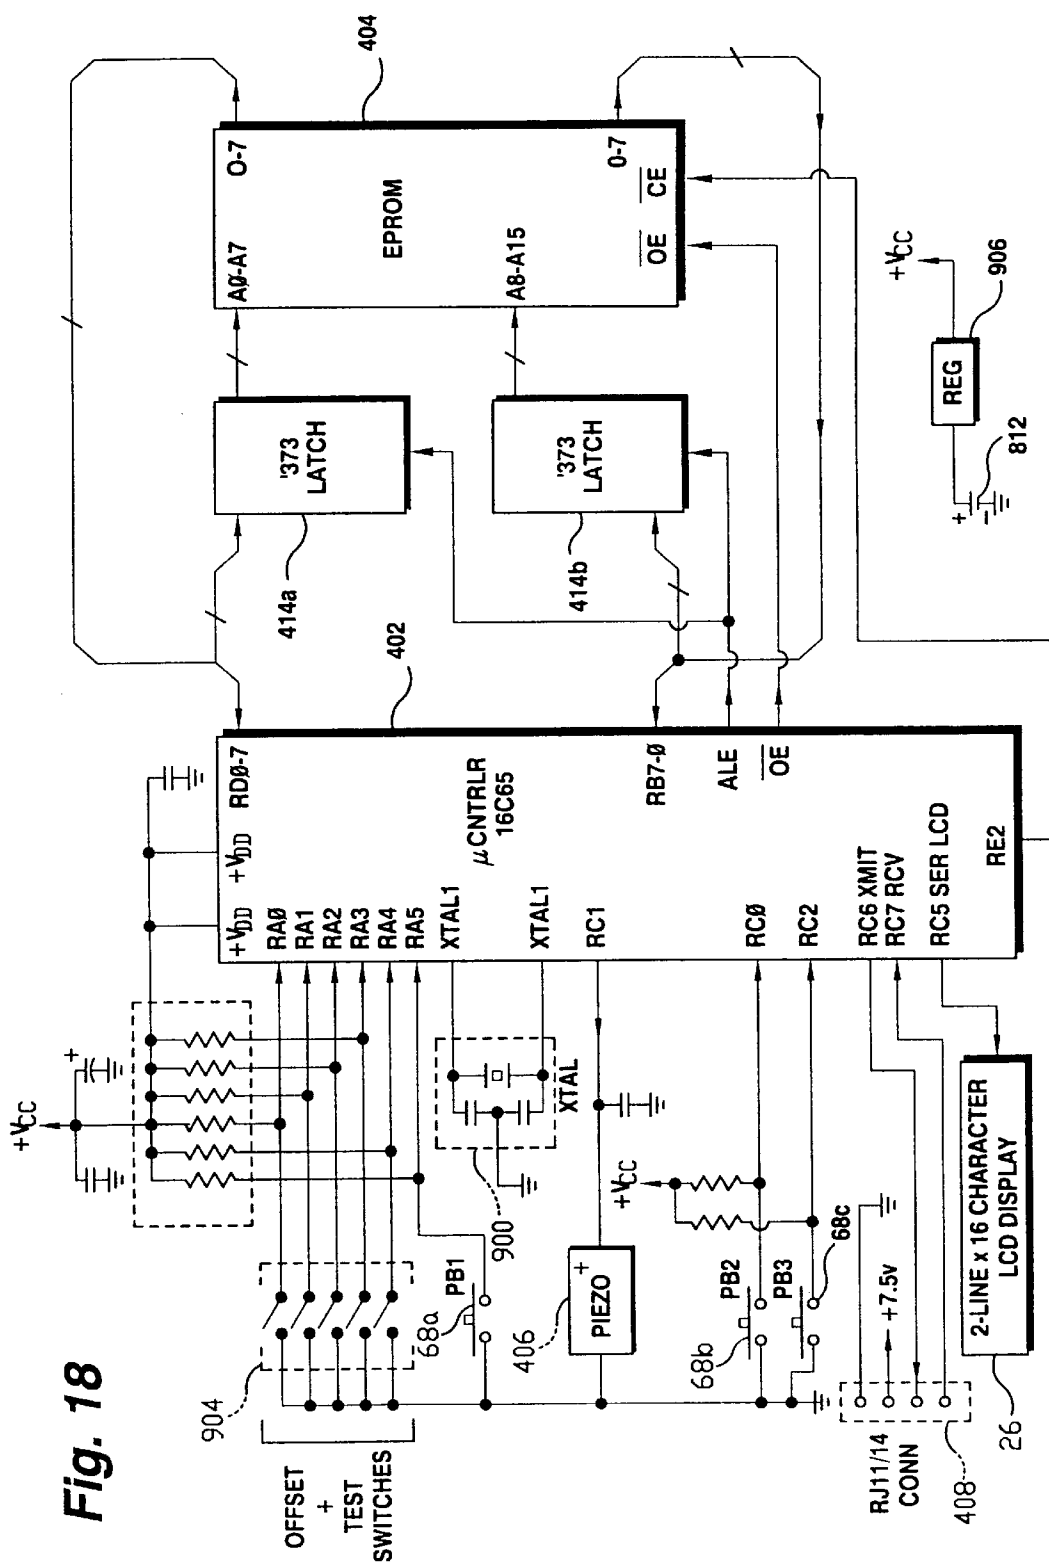 Fig. 18
OFFSET
+
TEST
SWITCHES
904
+VCC
+
+VDD
+VDD
RD0-7
RA0
RA1
RA2
RA3
RA4
RA5
XTAL1
XTAL1
RC1
RC0
RC2
RC6 XMIT
RC7 RCV
RC5 SER LCD
RE2
μCNTRLR
16C65
RB7-0
ALE
OE
402
68a
PB1
900
XTAL
406
PIEZO
+
+VCC
68b
PB2
PB3
68c
+7.5v
RJ11/14
CONN
408
2-LINE x 16 CHARACTER
LCD DISPLAY
26
'373
LATCH
414a
'373
LATCH
414b
A0-A7
O-7
EPROM
A8-A15
0-7
OE
CE
404
+VCC
REG
906
+
-
812